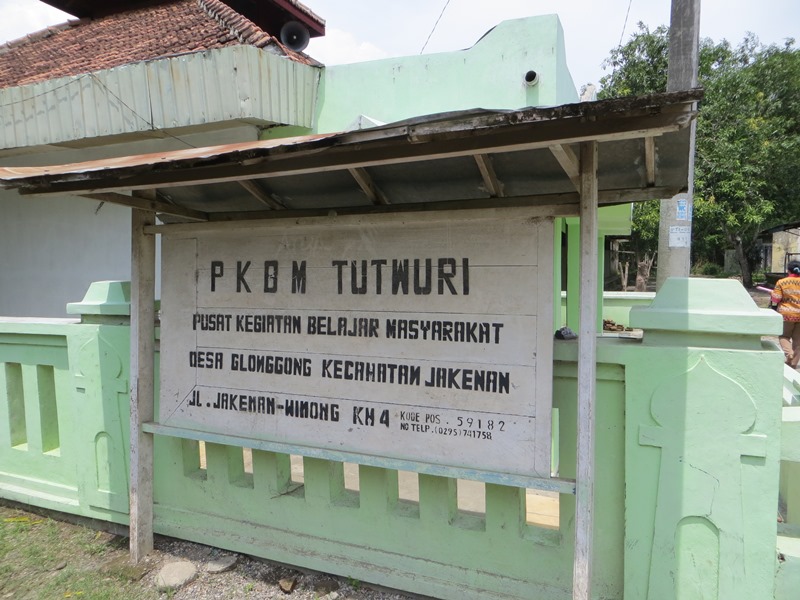 PKBM TUTWURI
PUSAT KEGIATAN BELAJAR MASYARAKAT
DESA GLONGGONG KECAMATAN JAKENAN
JL. JAKENAN-WINONG KM 4
KODE POS. 59182
NO TELP. (0295) 741758